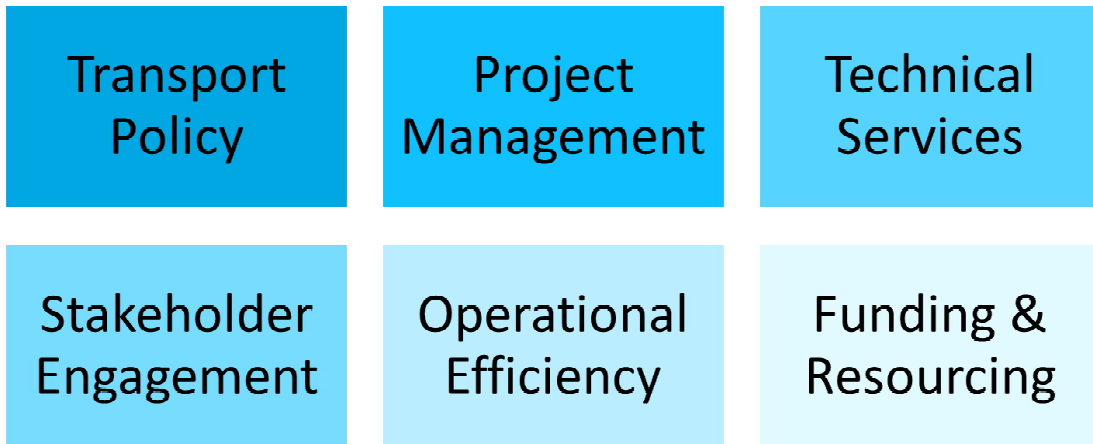 Transport
Policy
Project
Management
Technical
Services
Stakeholder
Engagement
Operational
Efficiency
Funding &
Resourcing